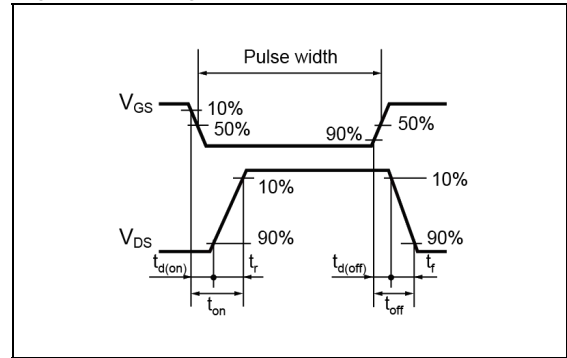 Pulse width
VGS
10%
50%
90%
50%
10%
10%
VDS
90%
90%
td(on)
tr
td(off)
tf
ton
toff